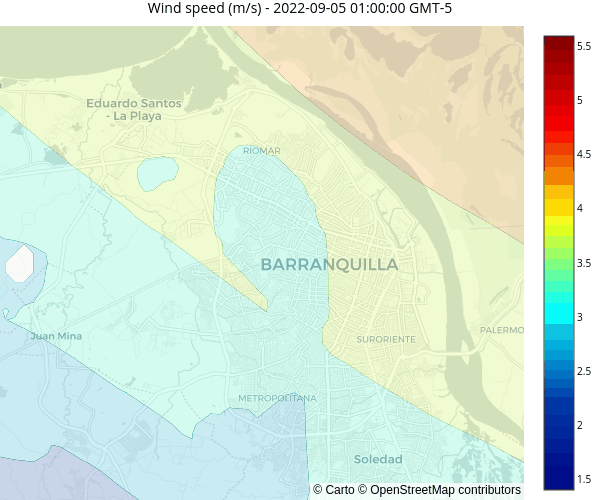 Wind speed (m/s) - 2022-09-05 01:00:00 GMT-5
5.5
5
4.5
4
3.5
3
2.5
2
1.5
Eduardo Santos
- La Playa
RIOMAR
BARRANQUILLA
PALERMO
Juan Mina
SURORIENTE
METROPOLITANA
Soledad
© Carto © OpenStreetMap contributors